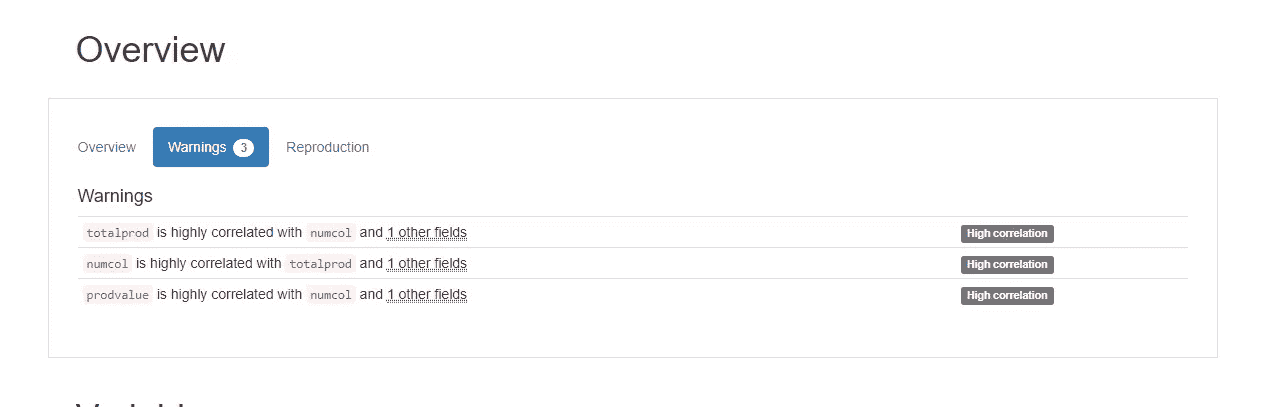 Overview
Overview Warnings 3 Reproduction
Warnings
totalprod is highly correlated with numcol and 1 other fields High correlation
numcol is highly correlated with totalprod and 1 other fields High correlation
prodvalue is highly correlated with numcol and 1 other fields High correlation